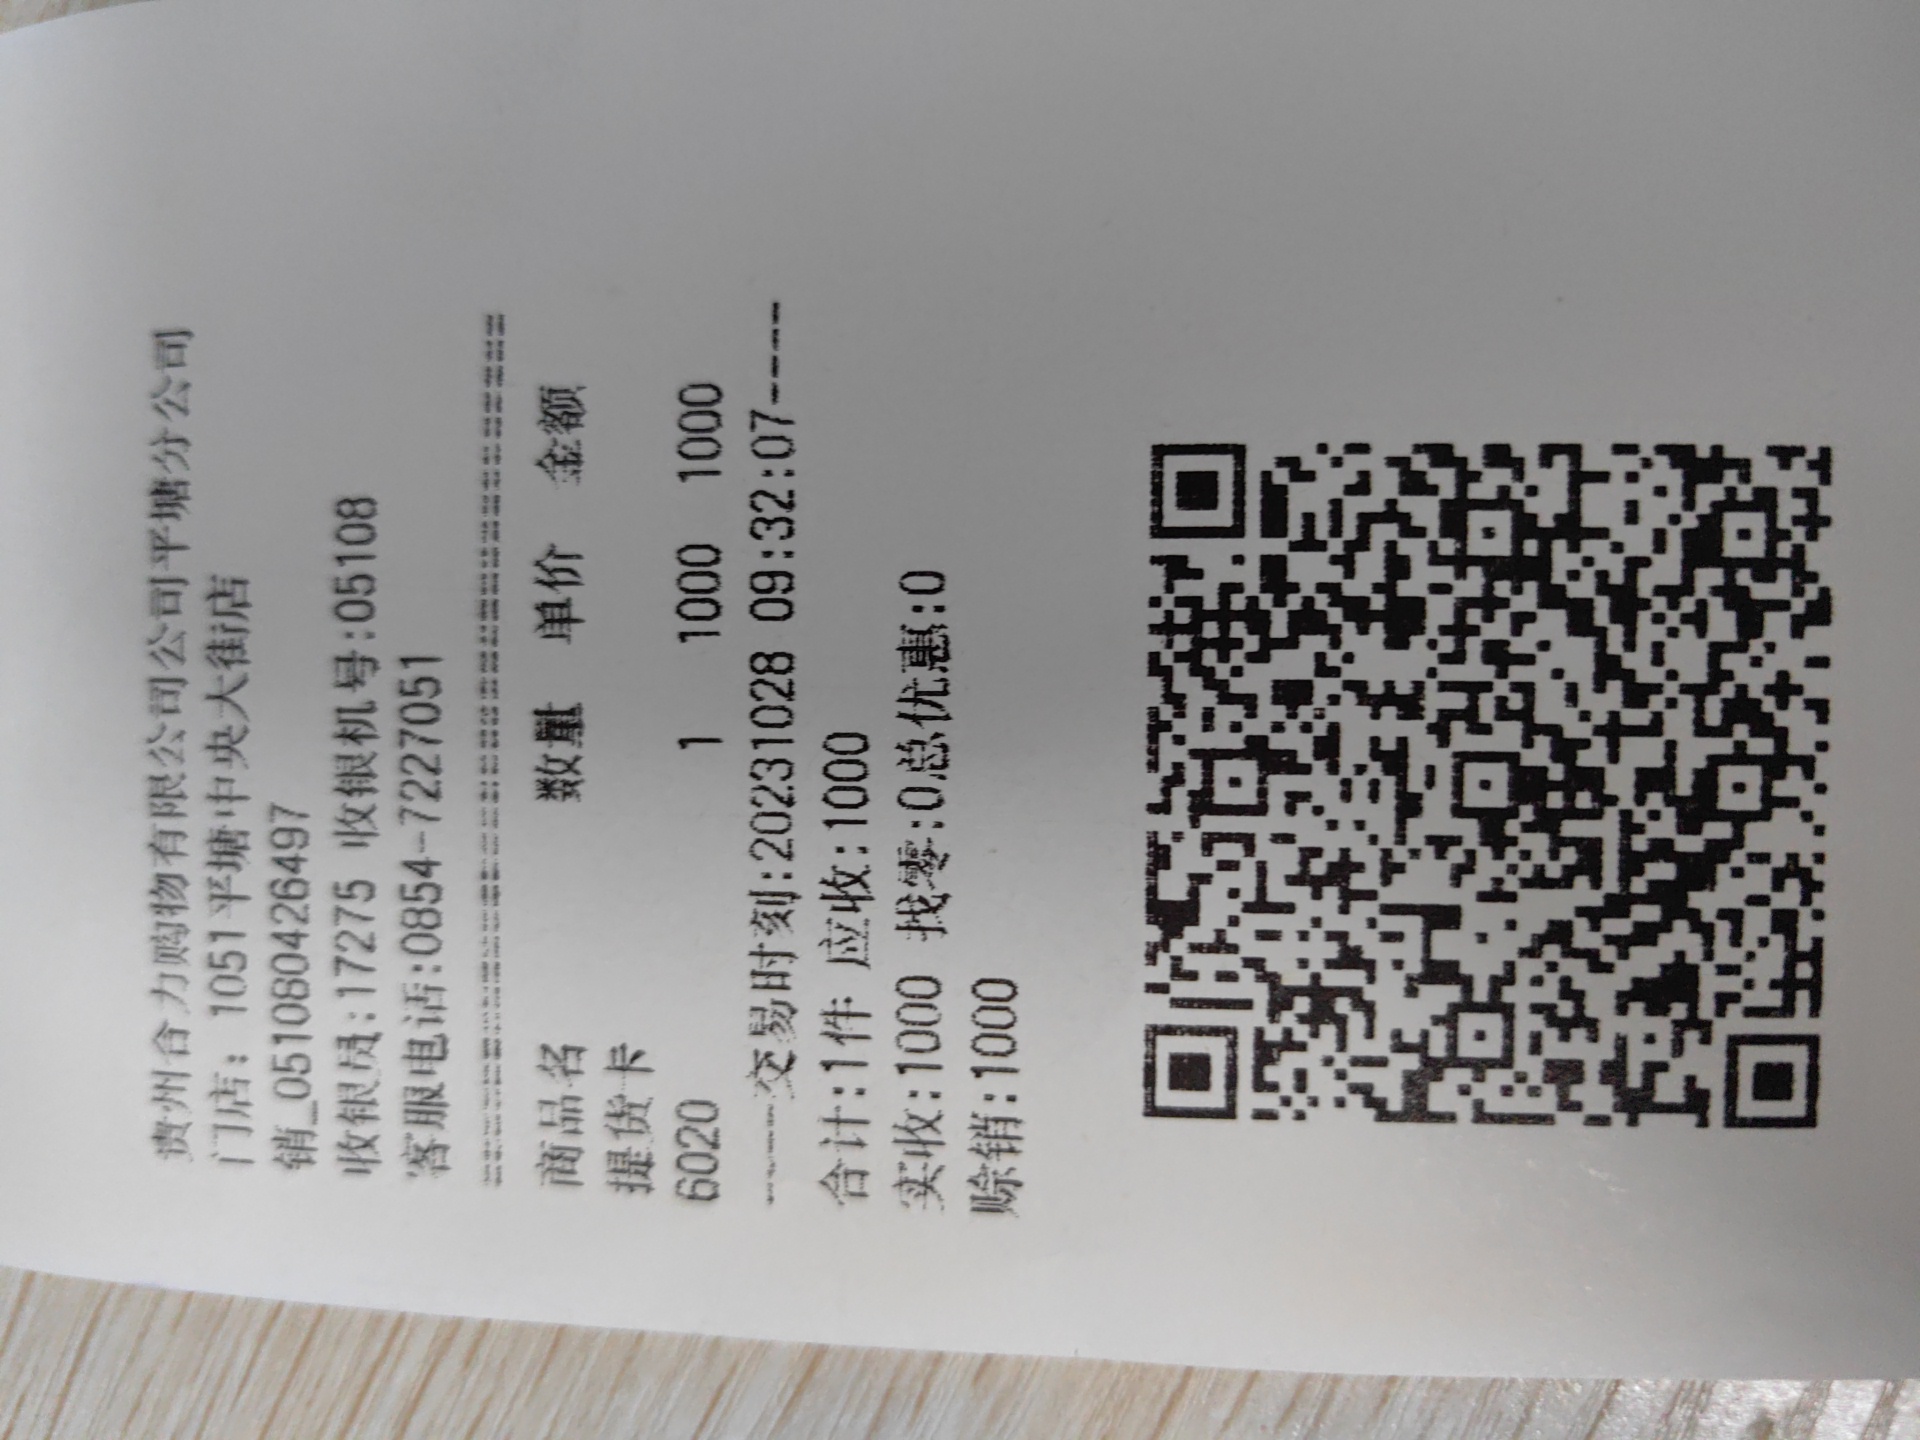 贵州合力购物有限公司公司平塘分公司
门店: 1051平塘中央大街店
销_051080426497
收银员:17275 收银机号:05108
客服电话:0854-7227051
商品名 数量 单价 金额
提货卡
6020 1 1000 1000
----交易时刻:20231028 09:32:07----
合计:1件 应收:1000
实收:1000 找零:0总优惠:0
赊销:1000